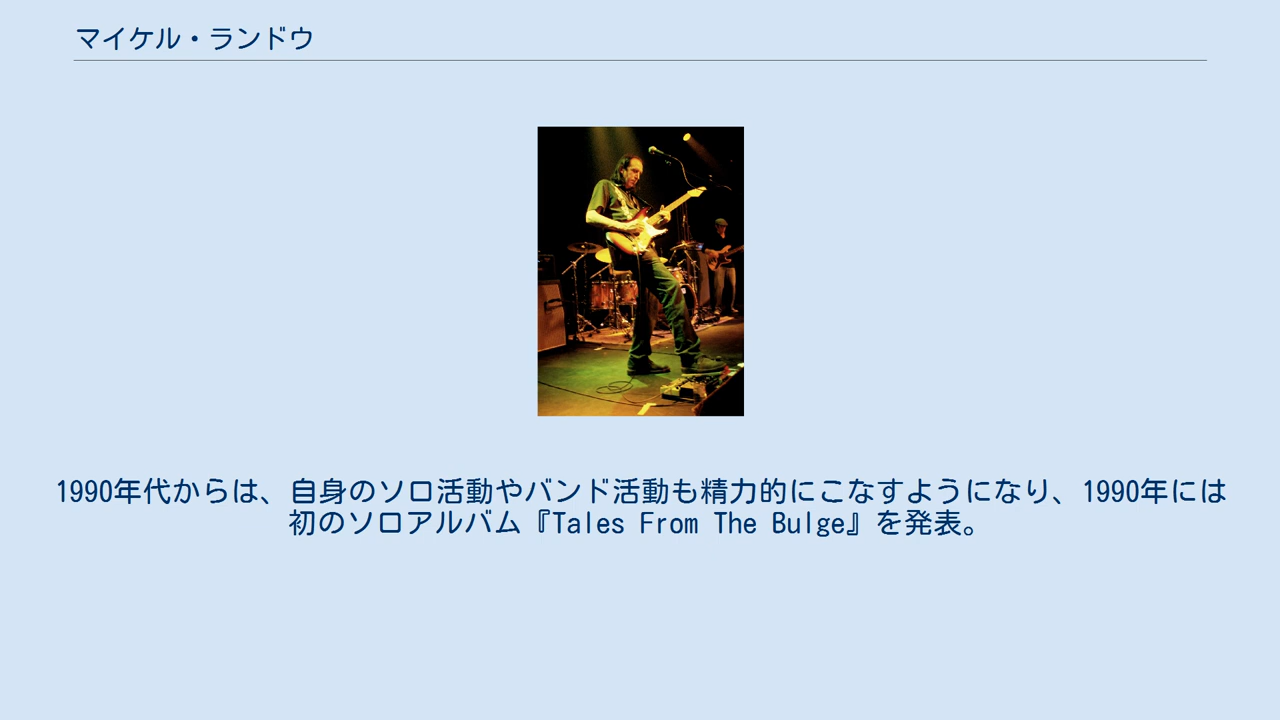 マイケル・ランドウ
1990年代からは、自身のソロ活動やバンド活動も精力的にこなすようになり、1990年には
初のソロアルバム『Tales From The Bulge』を発表。